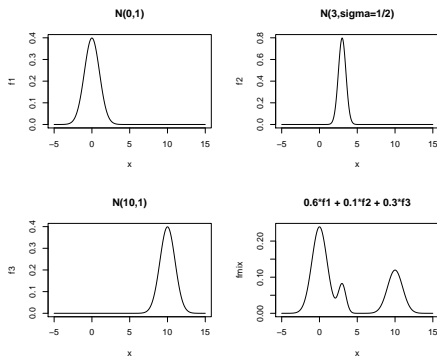 N(0,1)
f1
0.0 0.1 0.2 0.3 0.4
−5 0 5 10 15
x
N(3,sigma=1/2)
f2
0.0 0.2 0.4 0.6 0.8
−5 0 5 10 15
x
N(10,1)
f3
0.0 0.1 0.2 0.3 0.4
−5 0 5 10 15
x
0.6*f1 + 0.1*f2 + 0.3*f3
fmix
0.00 0.10 0.20
−5 0 5 10 15
x